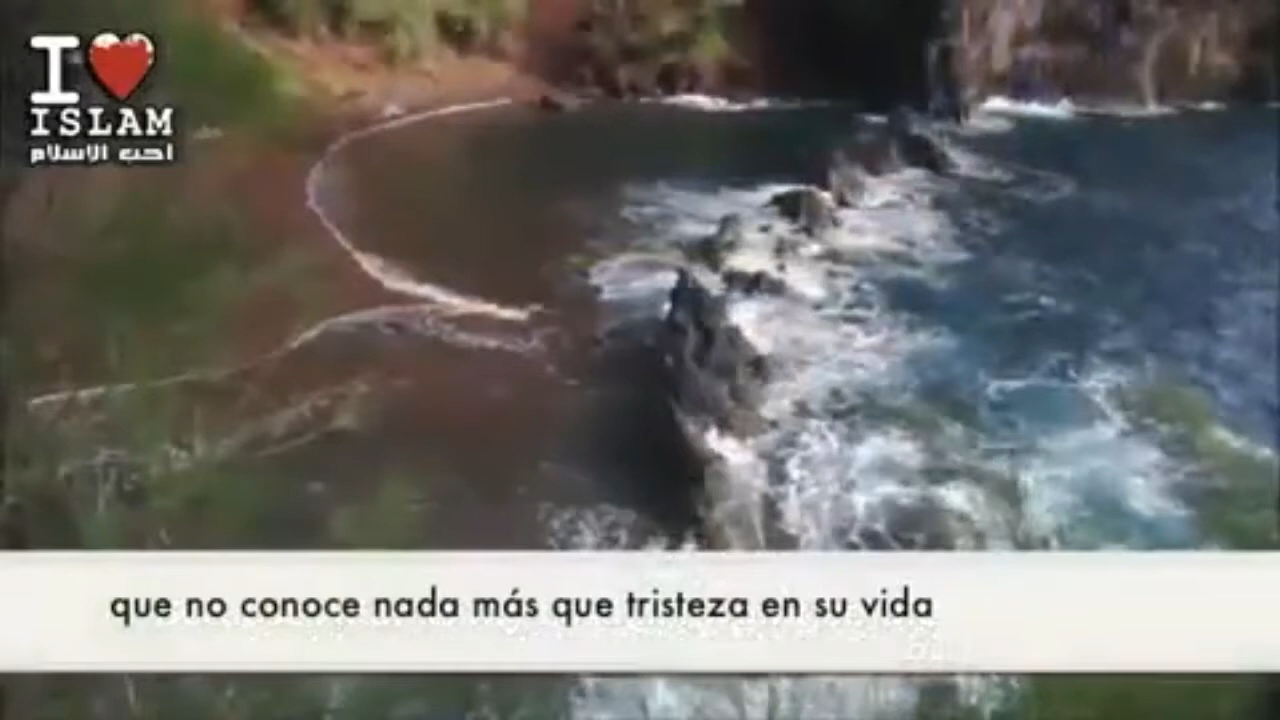 I ❤ ISLAM
احب الاسلام
que no conoce nada más que tristeza en su vida